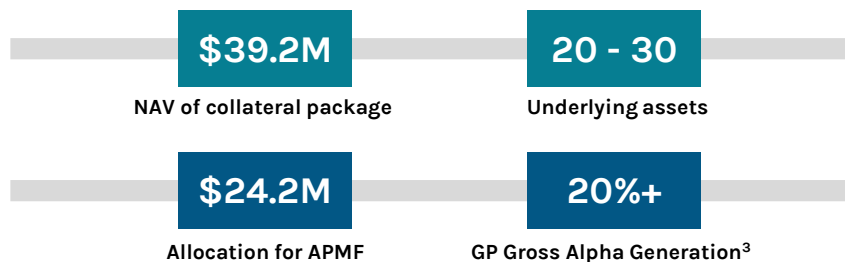 $39.2M
20 - 30
NAV of collateral package
Underlying assets
$24.2M
20%+
Allocation for APMF
GP Gross Alpha Generation³